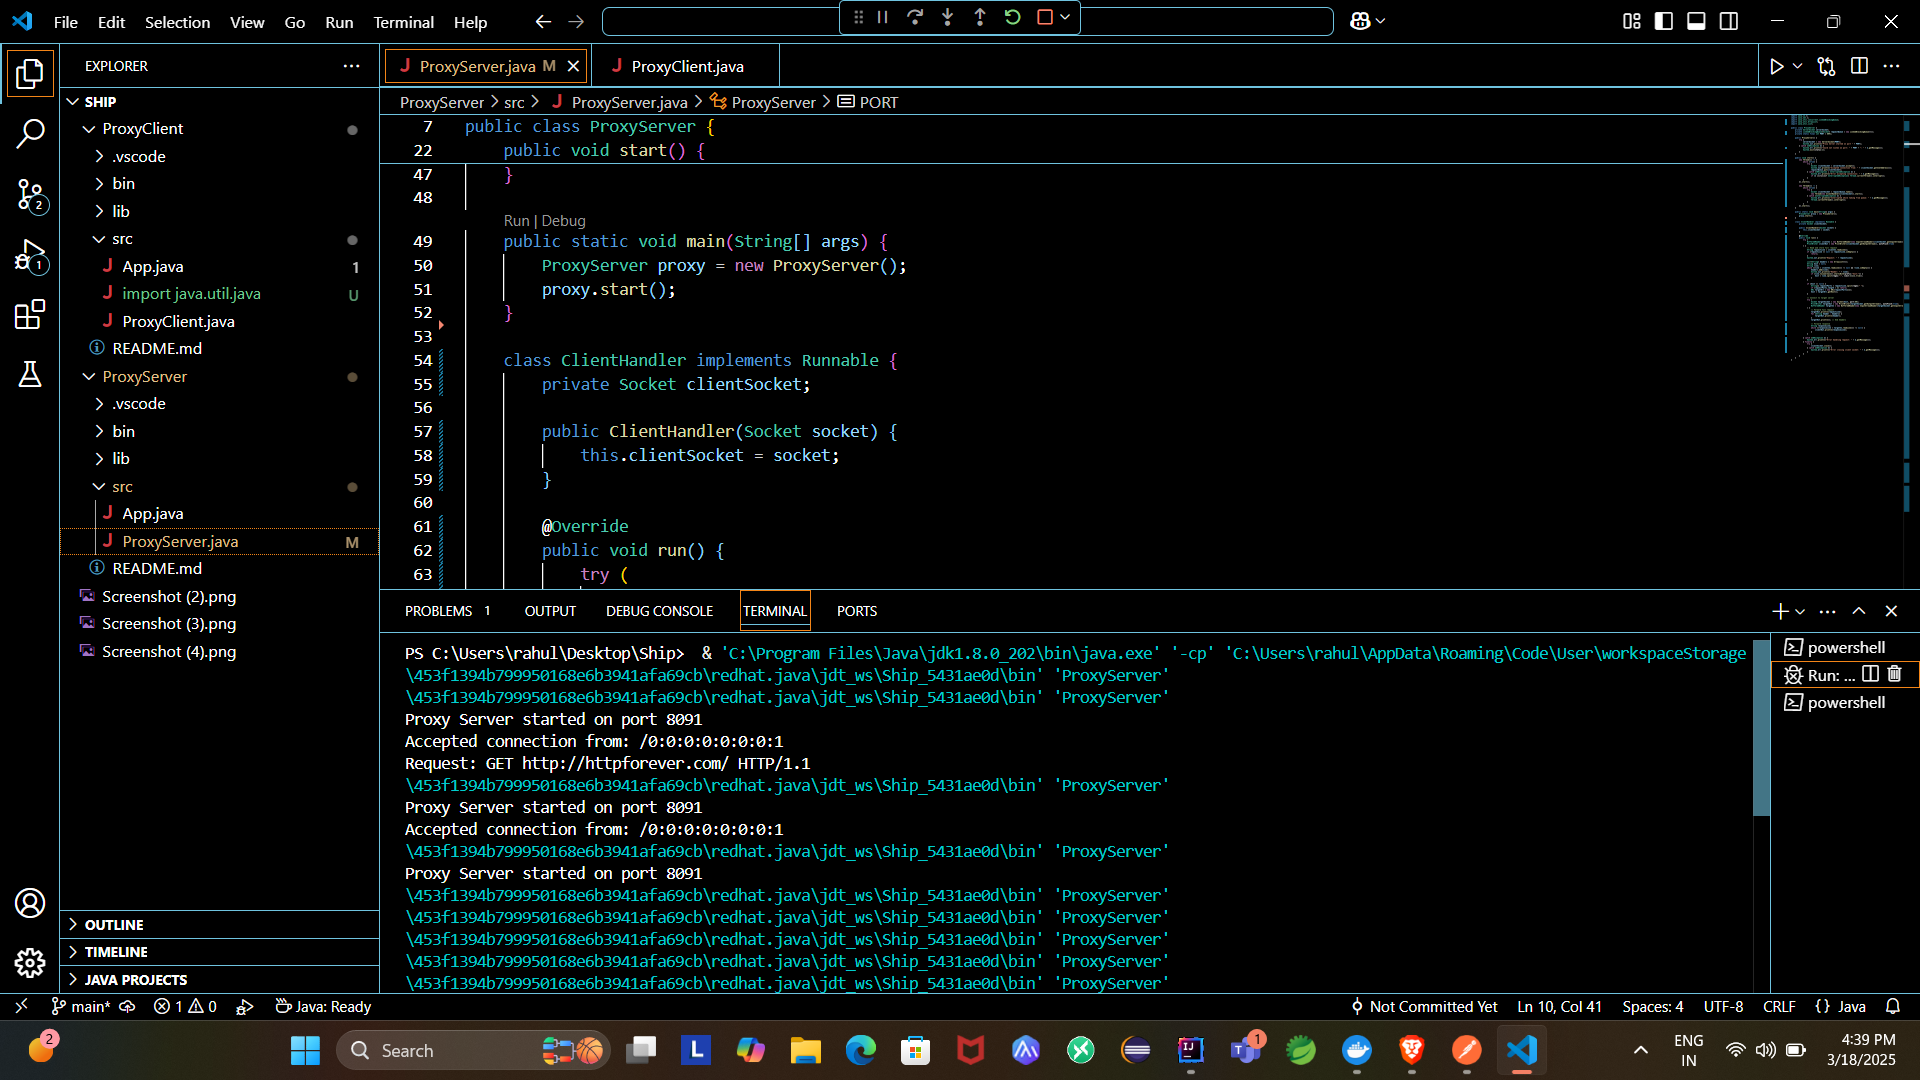 File Edit Selection View Go Run Terminal Help
EXPLORER
ProxyServer.java M
ProxyClient.java
SHIP
ProxyClient
.vscode
bin
lib
src
App.java 1
import java.util.java U
ProxyClient.java
README.md
ProxyServer
.vscode
bin
lib
src
App.java
ProxyServer.java M
README.md
Screenshot (2).png
Screenshot (3).png
Screenshot (4).png
OUTLINE
TIMELINE
JAVA PROJECTS
2
1
ProxyServer > src > ProxyServer.java > ProxyServer > PORT
7 public class ProxyServer {
22 public void start() {
47 }
48
Run | Debug
49 public static void main(String[] args) {
50 ProxyServer proxy = new ProxyServer();
51 proxy.start();
52 }
53
54 class ClientHandler implements Runnable {
55 private Socket clientSocket;
56
57 public ClientHandler(Socket socket) {
58 this.clientSocket = socket;
59 }
60
61 @Override
62 public void run() {
63 try (
PROBLEMS 1 OUTPUT DEBUG CONSOLE TERMINAL PORTS
PS C:\Users\rahul\Desktop\Ship> & 'C:\Program Files\Java\jdk1.8.0_202\bin\java.exe' '-cp' 'C:\Users\rahul\AppData\Roaming\Code\User\workspaceStorage
\453f1394b799950168e6b3941afa69cb\redhat.java\jdt_ws\Ship_5431ae0d\bin' 'ProxyServer'
\453f1394b799950168e6b3941afa69cb\redhat.java\jdt_ws\Ship_5431ae0d\bin' 'ProxyServer'
Proxy Server started on port 8091
Accepted connection from: /0:0:0:0:0:0:0:1
Request: GET http://httpforever.com/ HTTP/1.1
\453f1394b799950168e6b3941afa69cb\redhat.java\jdt_ws\Ship_5431ae0d\bin' 'ProxyServer'
Proxy Server started on port 8091
Accepted connection from: /0:0:0:0:0:0:0:1
\453f1394b799950168e6b3941afa69cb\redhat.java\jdt_ws\Ship_5431ae0d\bin' 'ProxyServer'
Proxy Server started on port 8091
\453f1394b799950168e6b3941afa69cb\redhat.java\jdt_ws\Ship_5431ae0d\bin' 'ProxyServer'
\453f1394b799950168e6b3941afa69cb\redhat.java\jdt_ws\Ship_5431ae0d\bin' 'ProxyServer'
\453f1394b799950168e6b3941afa69cb\redhat.java\jdt_ws\Ship_5431ae0d\bin' 'ProxyServer'
\453f1394b799950168e6b3941afa69cb\redhat.java\jdt_ws\Ship_5431ae0d\bin' 'ProxyServer'
\453f1394b799950168e6b3941afa69cb\redhat.java\jdt_ws\Ship_5431ae0d\bin' 'ProxyServer'
powershell
Run: ...
powershell
main* 1 0 Java: Ready Not Committed Yet Ln 10, Col 41 Spaces: 4 UTF-8 CRLF {} Java
2 Search L 1 ENG
IN
4:39 PM
3/18/2025